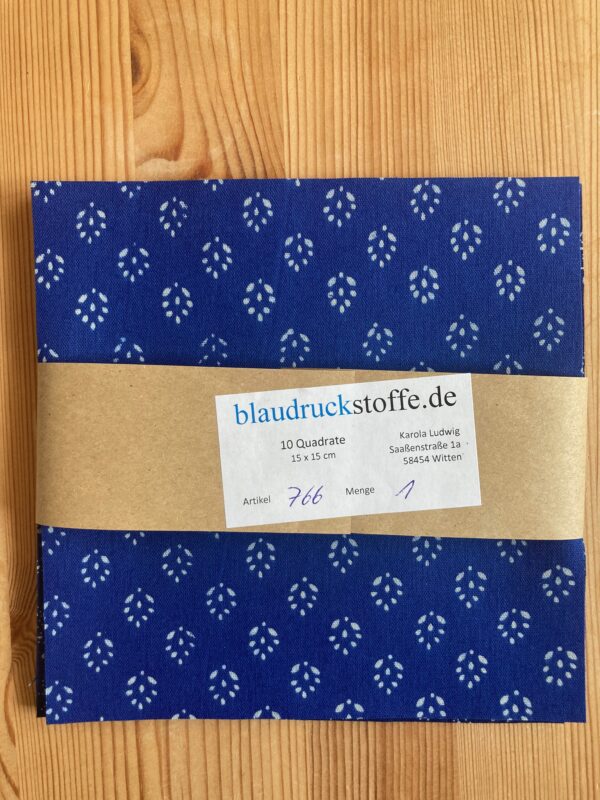 blaudruckstoffe.de
10 Quadrate
15 x 15 cm
Karola Ludwig
Saaßenstraße 1a
58454 Witten
Artikel 766 Menge 1